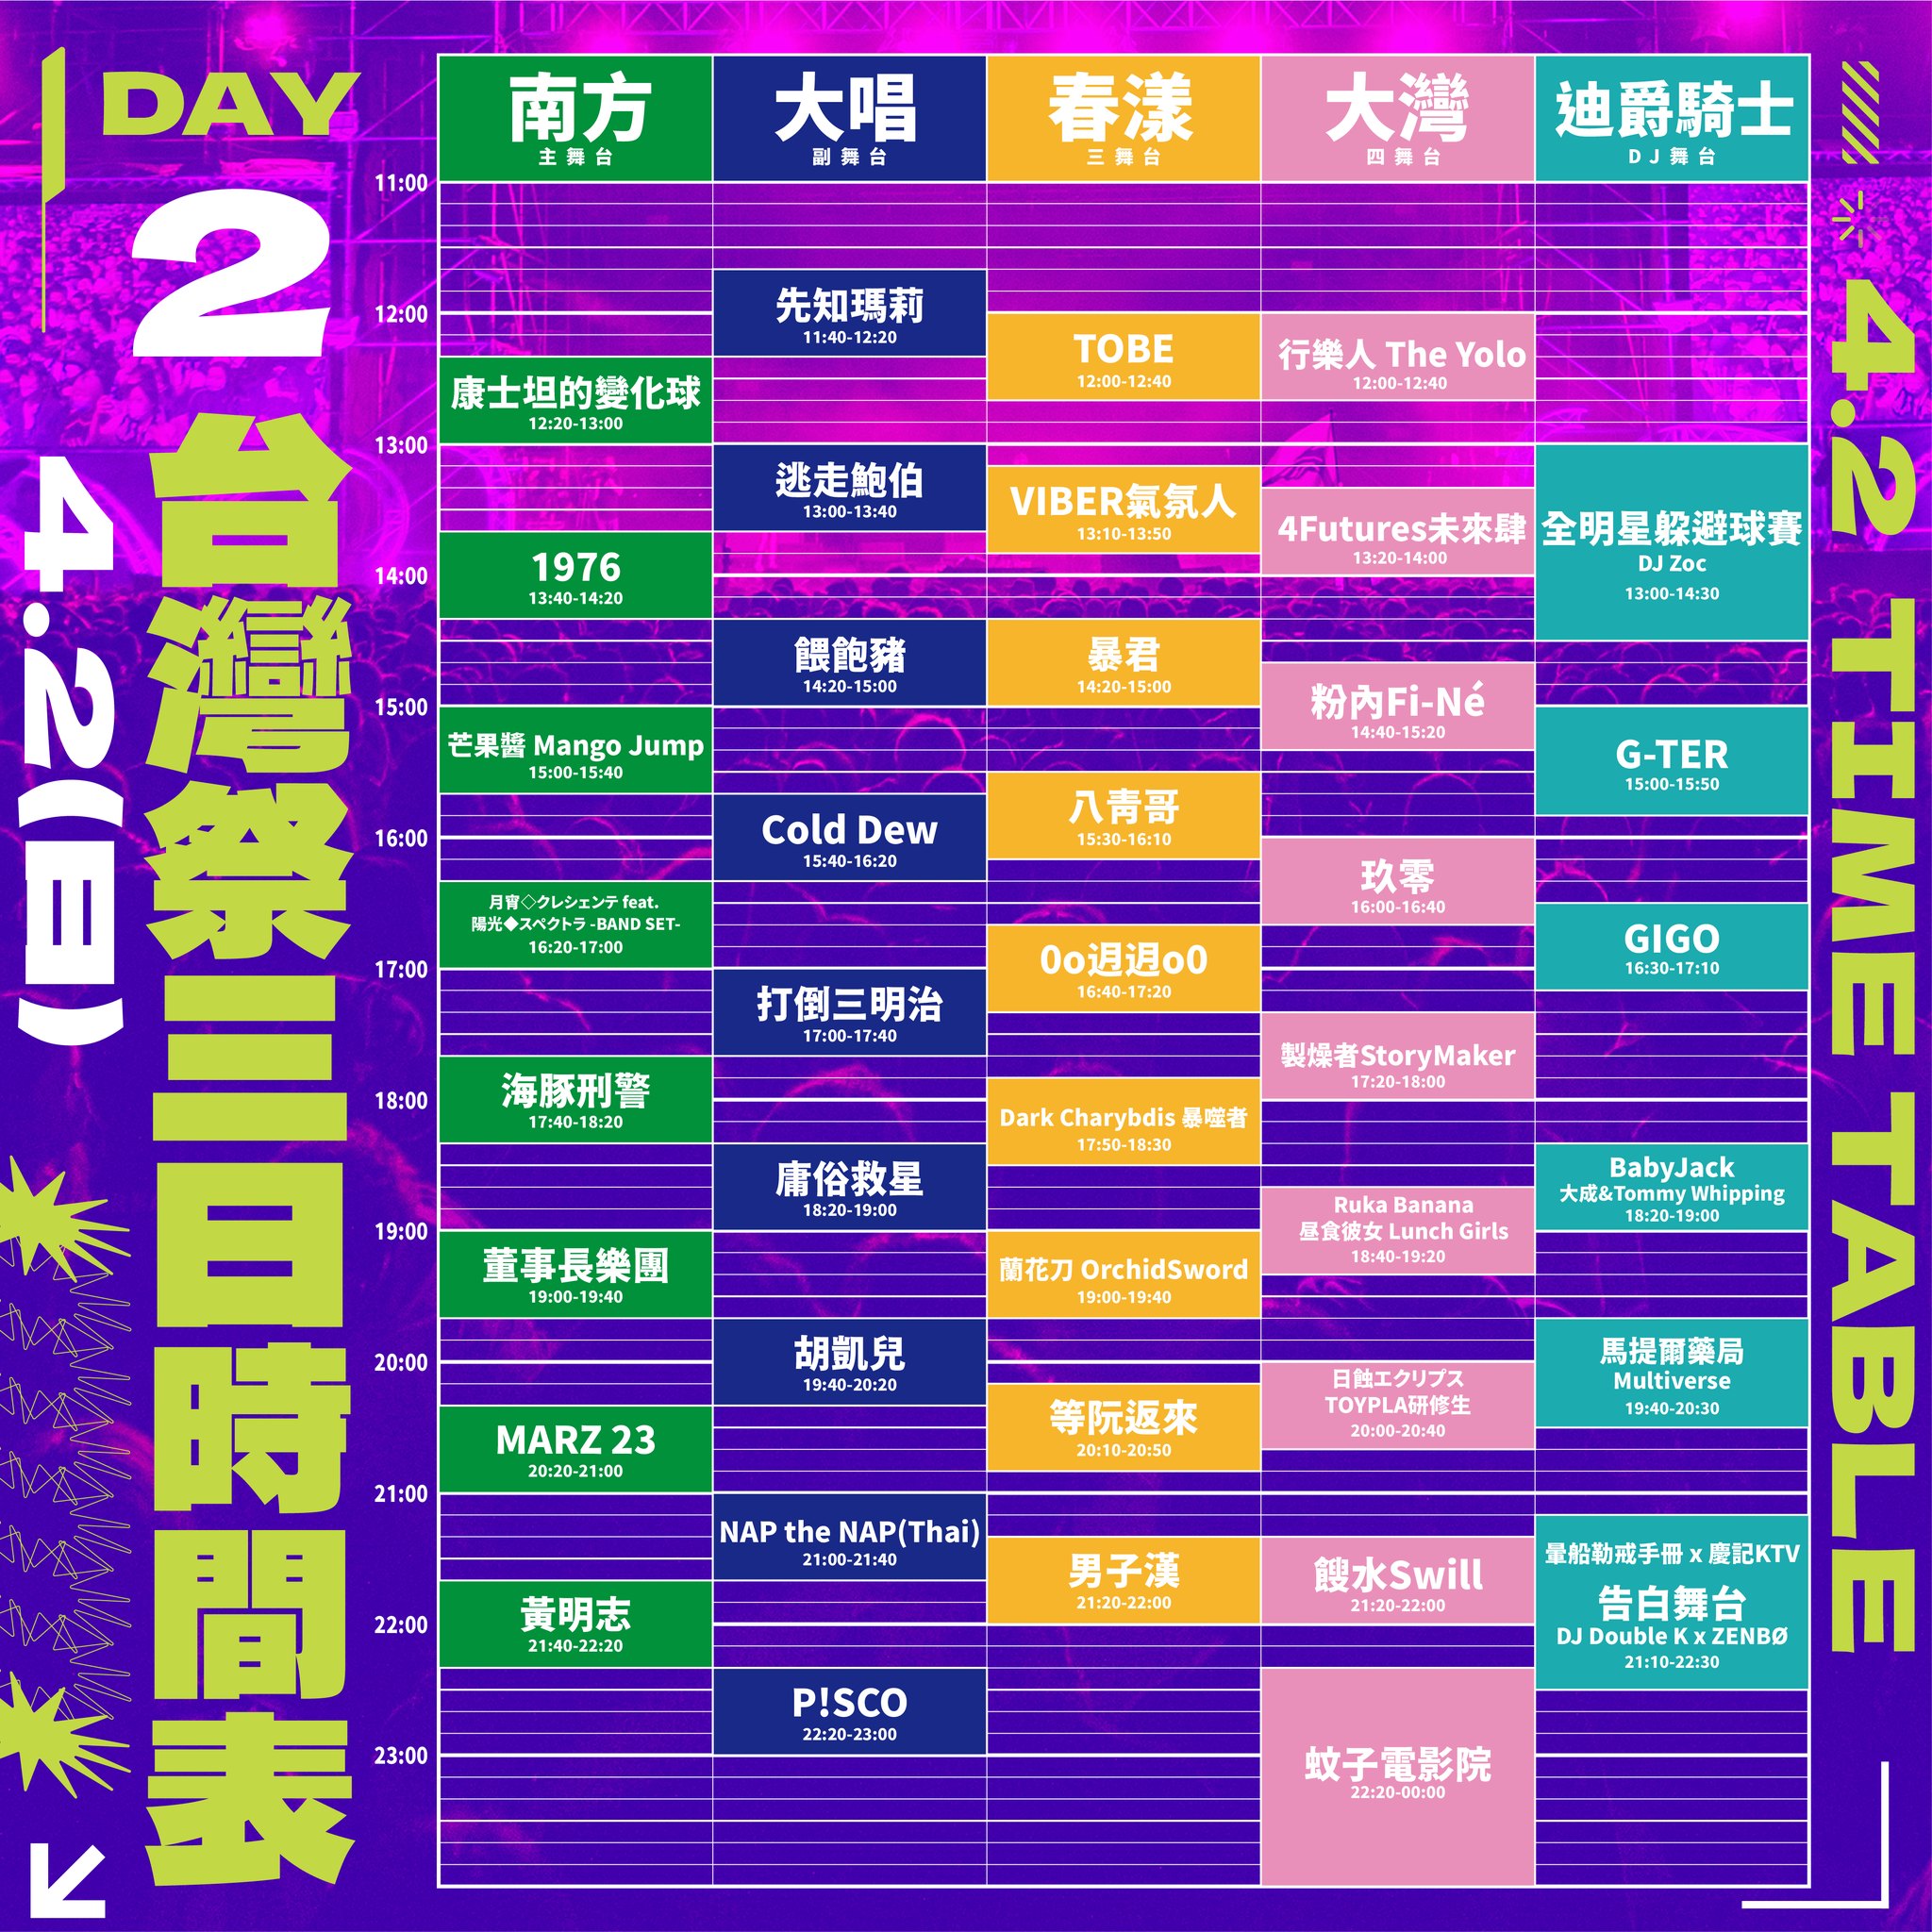 DAY
2
台灣祭三日時間表
4.2(日)
4.2 TIME TABLE
南方
主舞台
大唱
副舞台
春漾
三舞台
大灣
四舞台
迪爵騎士
DJ舞台
11:00
12:00
13:00
14:00
15:00
16:00
17:00
18:00
19:00
20:00
21:00
22:00
23:00
康士坦的變化球
12:20-13:00
1976
13:40-14:20
芒果醬 Mango Jump
15:00-15:40
月宵◇クレシェンテ feat.
陽光◆スペクトラ -BAND SET-
16:20-17:00
海豚刑警
17:40-18:20
董事長樂團
19:00-19:40
MARZ 23
20:20-21:00
黃明志
21:40-22:20
先知瑪莉
11:40-12:20
逃走鮑伯
13:00-13:40
餵飽豬
14:20-15:00
Cold Dew
15:40-16:20
打倒三明治
17:00-17:40
庸俗救星
18:20-19:00
胡凱兒
19:40-20:20
NAP the NAP(Thai)
21:00-21:40
P!SCO
22:20-23:00
TOBE
12:00-12:40
VIBER氣氛人
13:10-13:50
暴君
14:20-15:00
八靑哥
15:30-16:10
0o迌迌o0
16:40-17:20
Dark Charybdis 暴噬者
17:50-18:30
蘭花刀 OrchidSword
19:00-19:40
等阮返來
20:10-20:50
男子漢
21:20-22:00
行樂人 The Yolo
12:00-12:40
4Futures未來肆
13:20-14:00
粉內Fi-Né
14:40-15:20
玖零
16:00-16:40
製燥者StoryMaker
17:20-18:00
Ruka Banana
昼食彼女 Lunch Girls
18:40-19:20
日蝕エクリプス
TOYPLA研修生
20:00-20:40
餿水Swill
21:20-22:00
蚊子電影院
22:20-00:00
全明星躲避球賽
DJ Zoc
13:00-14:30
G-TER
15:00-15:50
GIGO
16:30-17:10
BabyJack
大成&Tommy Whipping
18:20-19:00
馬提爾藥局
Multiverse
19:40-20:30
暈船勒戒手冊 x 慶記KTV
告白舞台
DJ Double K x ZENBØ
21:10-22:30